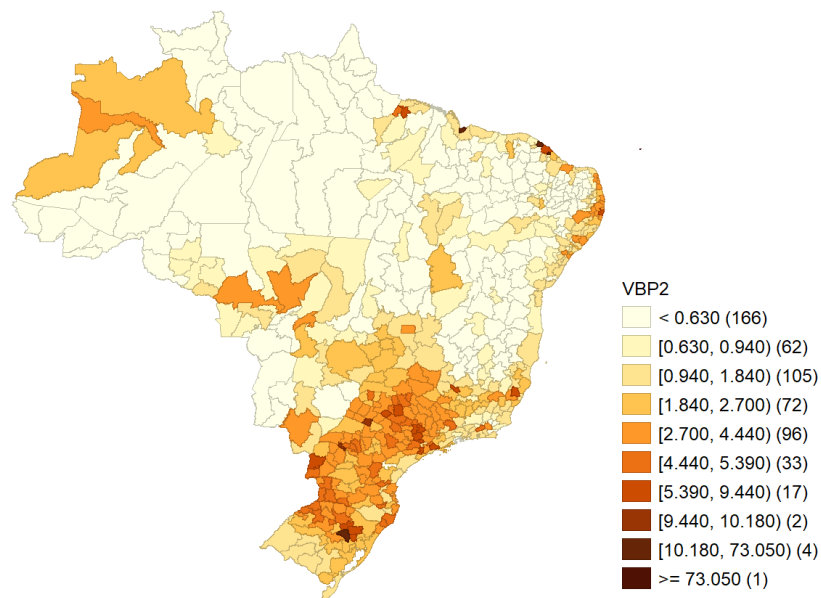 VBP2
< 0.630 (166)
[0.630, 0.940) (62)
[0.940, 1.840) (105)
[1.840, 2.700) (72)
[2.700, 4.440) (96)
[4.440, 5.390) (33)
[5.390, 9.440) (17)
[9.440, 10.180) (2)
[10.180, 73.050) (4)
>= 73.050 (1)